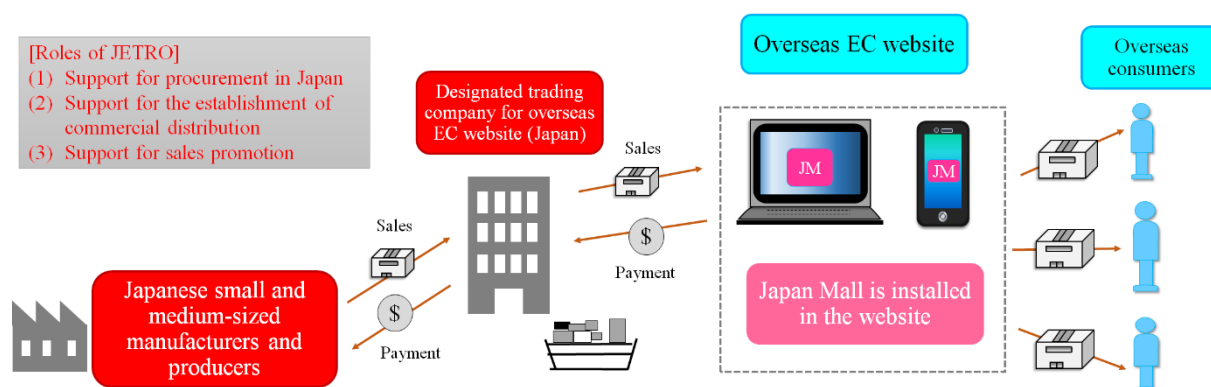 [Roles of JETRO]
(1) Support for procurement in Japan
(2) Support for the establishment of
commercial distribution
(3) Support for sales promotion
Designated trading
company for overseas
EC website (Japan)
Overseas EC website
Overseas
consumers
Sales
JM
JM
$
Payment
Sales
$
Payment
Japanese small and
medium-sized
manufacturers and
producers
Japan Mall is installed
in the website